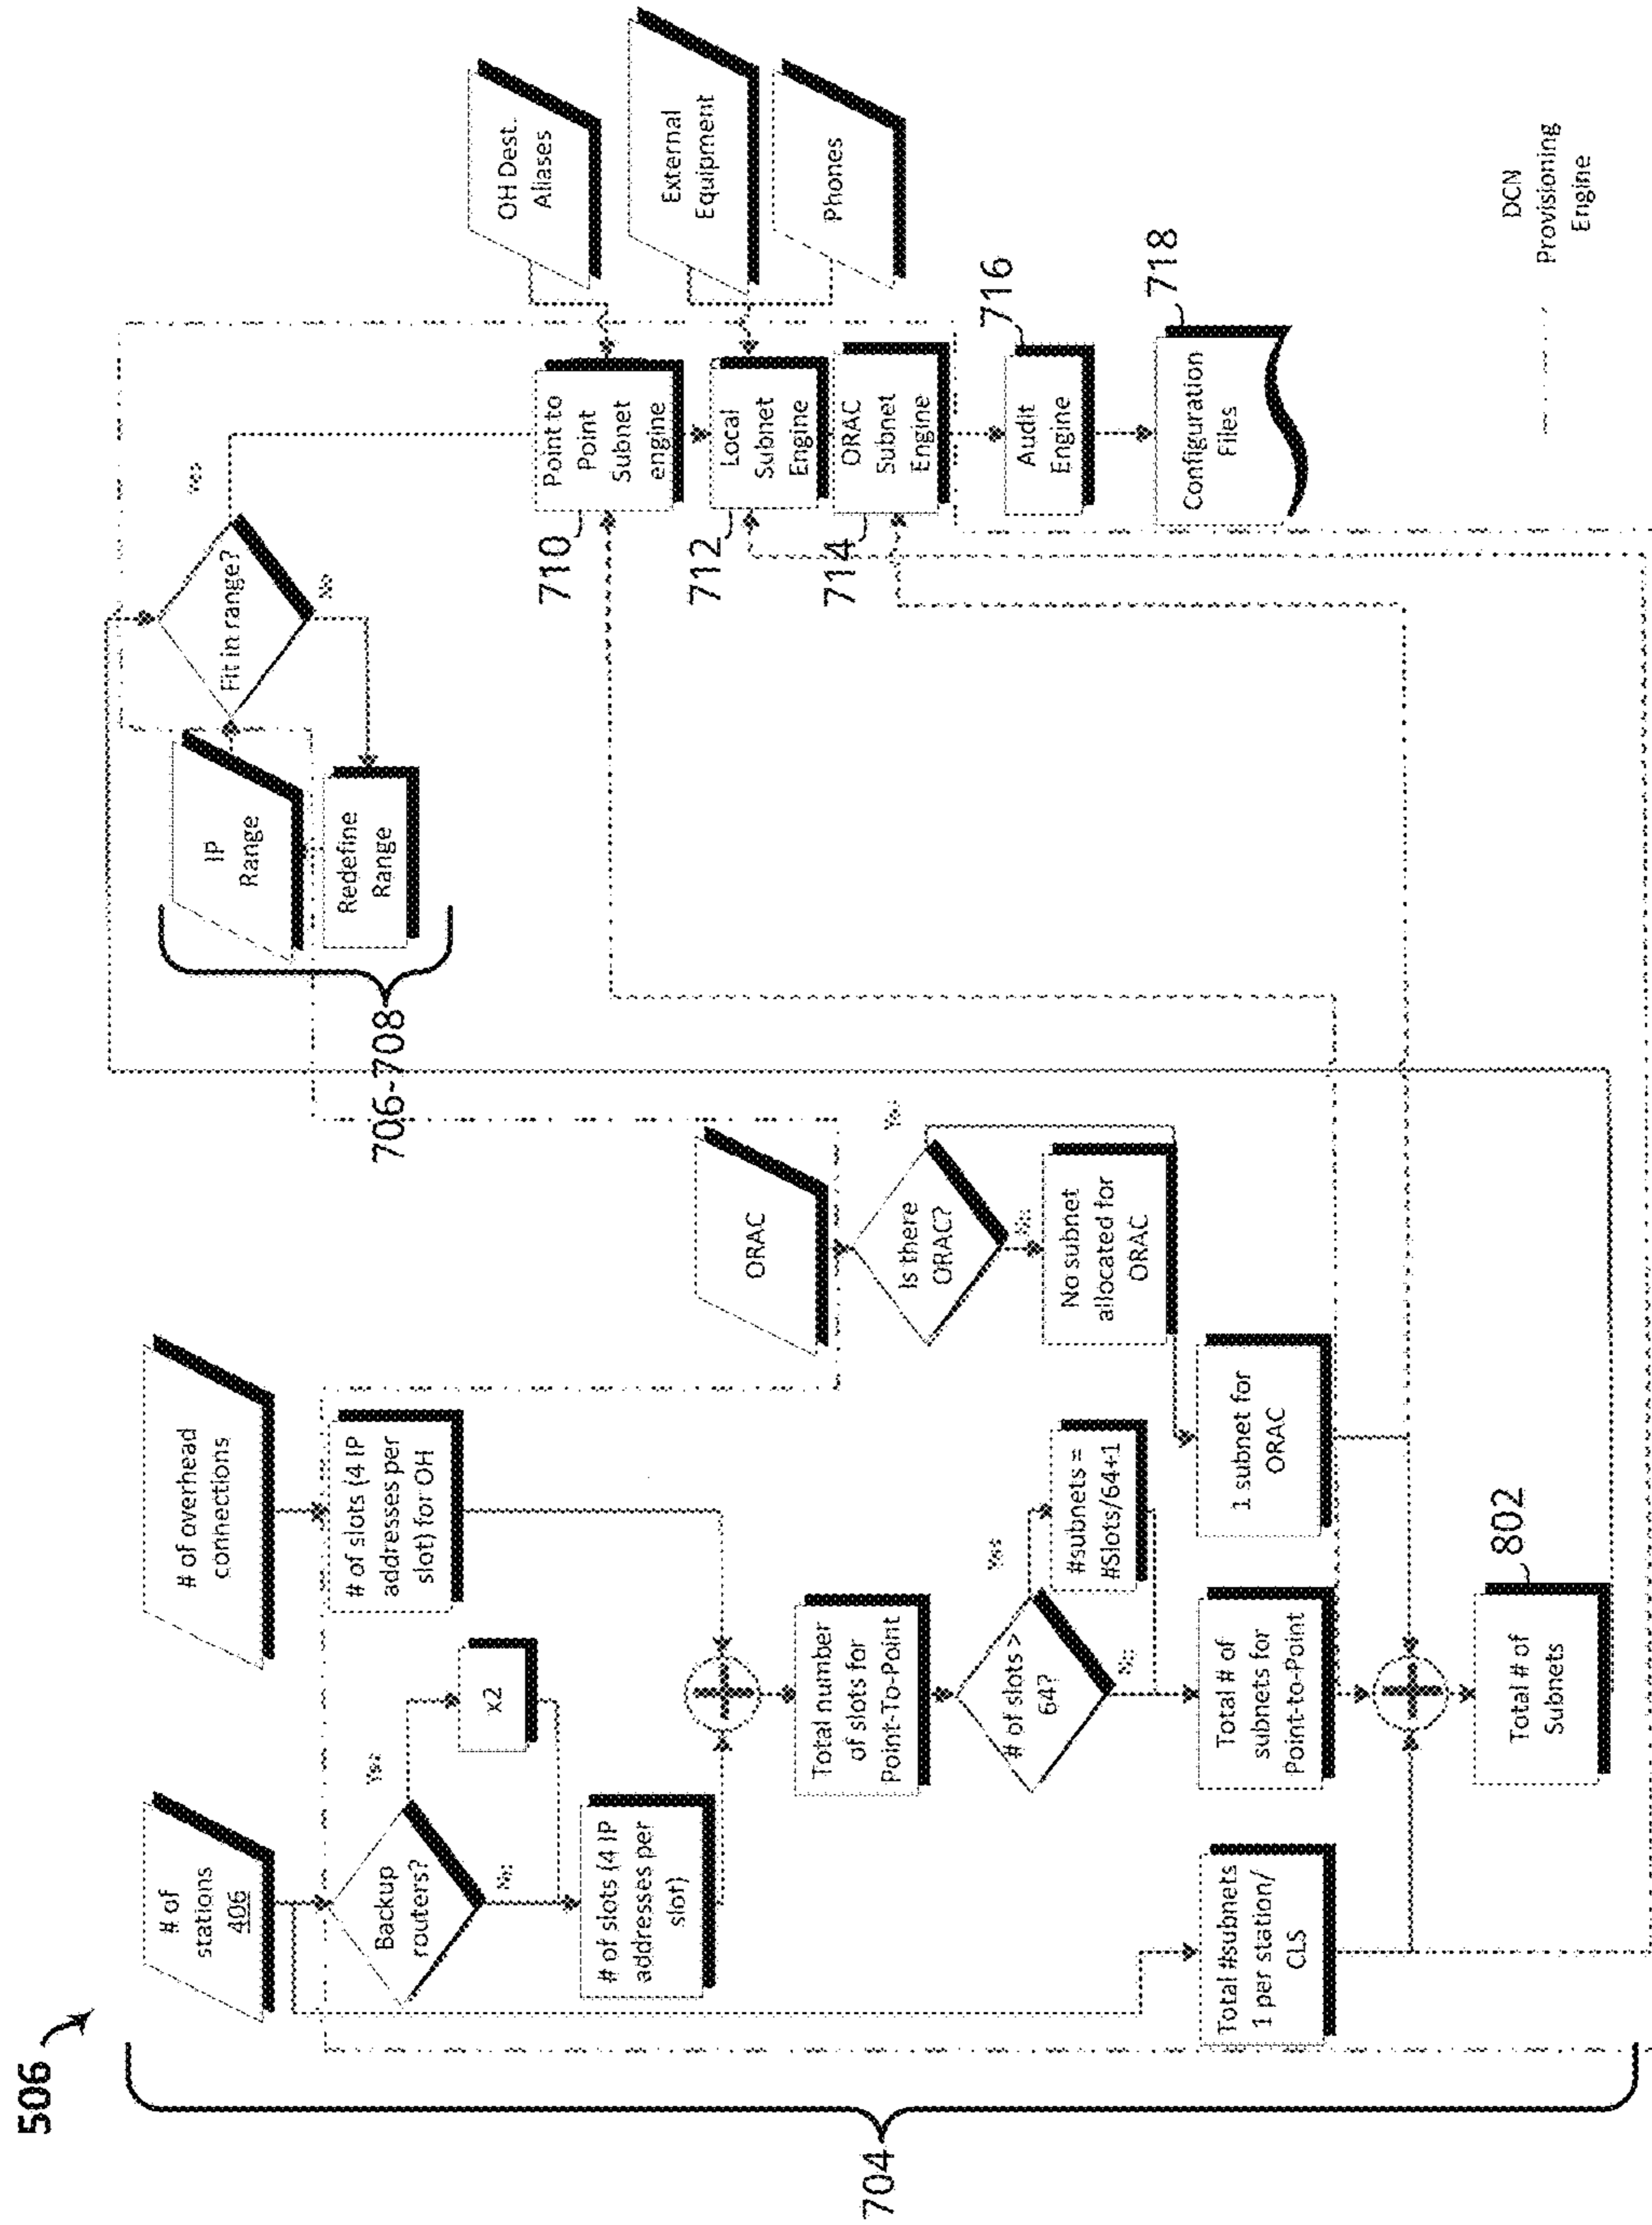 506
704
# of
stations
406
# of overhead
connections
Backup
routers?
Yes
No
x2
# of slots (4 IP
addresses per
slot)
# of slots (4 IP
addresses per
slot) for OH
Total number
of slots for
Point-To-Point
# of slots >
64?
Yes
No
#subnets =
#Slots/64+1
Total #subnets
1 per station/
CLS
Total # of
subnets for
Point-to-Point
1 subnet for
ORAC
Total # of
Subnets
802
ORAC
Is there
ORAC?
Yes
No
No subnet
allocated for
ORAC
706-708
IP
Range
Redefine
Range
Fit in range?
Yes
No
710
Point to
Point
Subnet
engine
712
Local
Subnet
Engine
714
ORAC
Subnet
Engine
716
Audit
Engine
718
Configuration
Files
OH Dest.
Aliases
External
Equipment
Phones
DCN
Provisioning
Engine